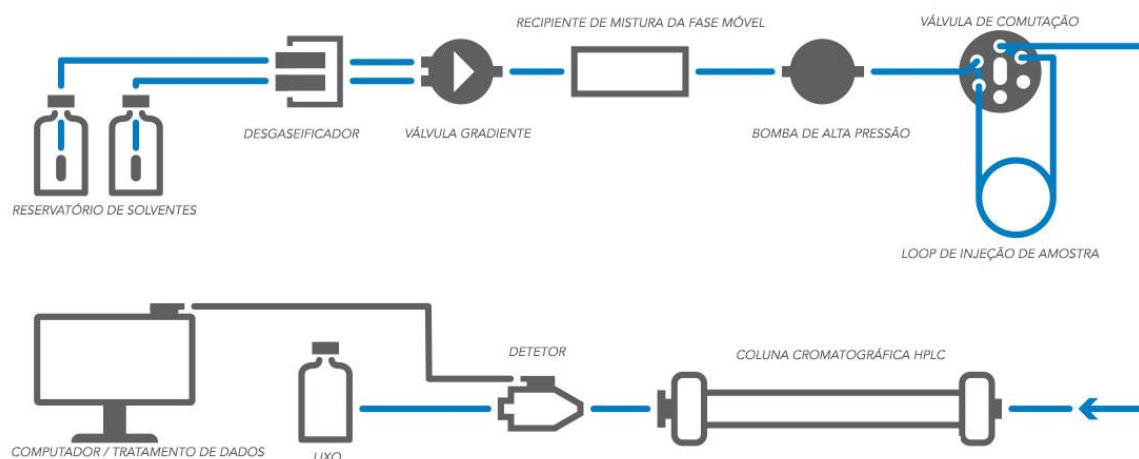 RECIPIENTE DE MISTURA DA FASE MÓVEL
VÁLVULA DE COMUTAÇÃO
DESGASEIFICADOR
VÁLVULA GRADIENTE
BOMBA DE ALTA PRESSÃO
RESERVATÓRIO DE SOLVENTES
LOOP DE INJEÇÃO DE AMOSTRA
DETETOR
COLUNA CROMATOGRÁFICA HPLC
COMPUTADOR / TRATAMENTO DE DADOS
LIXO